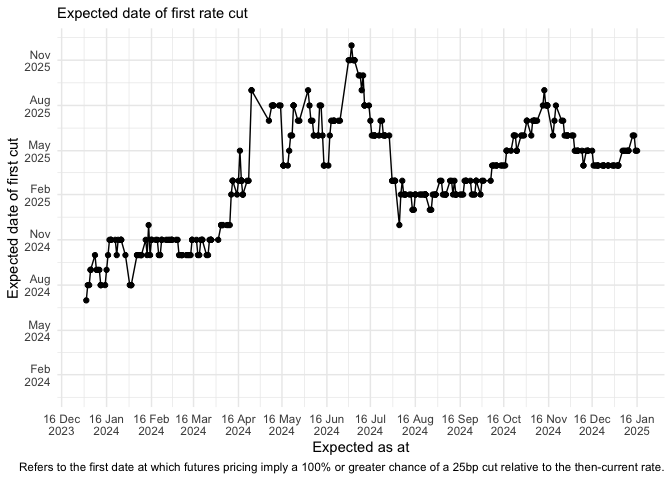 Expected date of first rate cut
Expected date of first cut
Nov
2025
Aug
2025
May
2025
Feb
2025
Nov
2024
Aug
2024
May
2024
Feb
2024
16 Dec 16 Jan 16 Feb 16 Mar 16 Apr 16 May 16 Jun 16 Jul 16 Aug 16 Sep 16 Oct 16 Nov 16 Dec 16 Jan
2023 2024 2024 2024 2024 2024 2024 2024 2024 2024 2024 2024 2024 2025
Expected as at
Refers to the first date at which futures pricing imply a 100% or greater chance of a 25bp cut relative to the then-current rate.